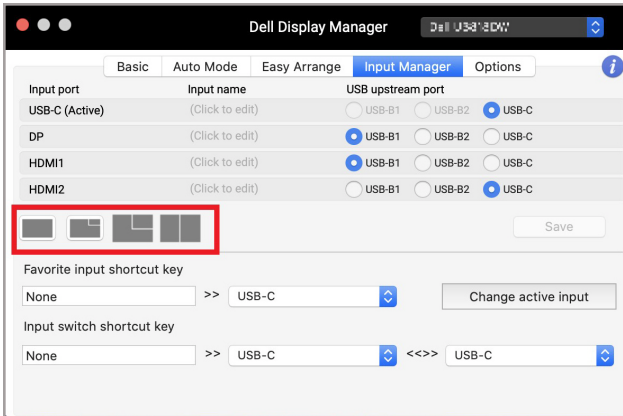 Dell Display Manager
Basic Auto Mode Easy Arrange Input Manager Options
Input port Input name USB upstream port
USB-C (Active) (Click to edit) USB-B1 USB-B2 USB-C
DP (Click to edit) USB-B1 USB-B2 USB-C
HDMI1 (Click to edit) USB-B1 USB-B2 USB-C
HDMI2 (Click to edit) USB-B1 USB-B2 USB-C
Save
Favorite input shortcut key
None >> USB-C Change active input
Input switch shortcut key
None >> USB-C <<>> USB-C